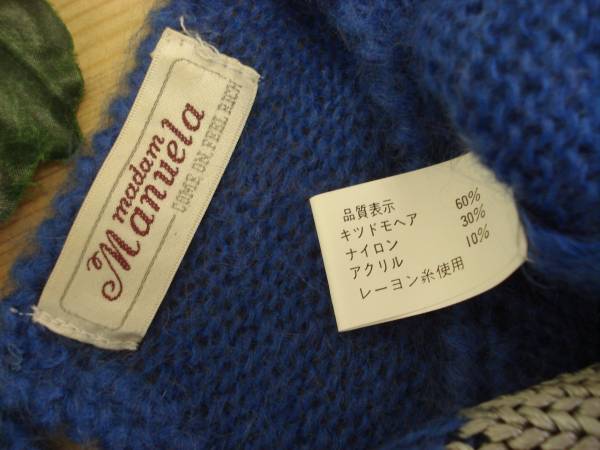 madam
Manuela
COME ON FEEL RICH
品質表示
キツドモヘア 60%
ナイロン 30%
アクリル 10%
レーヨン糸使用